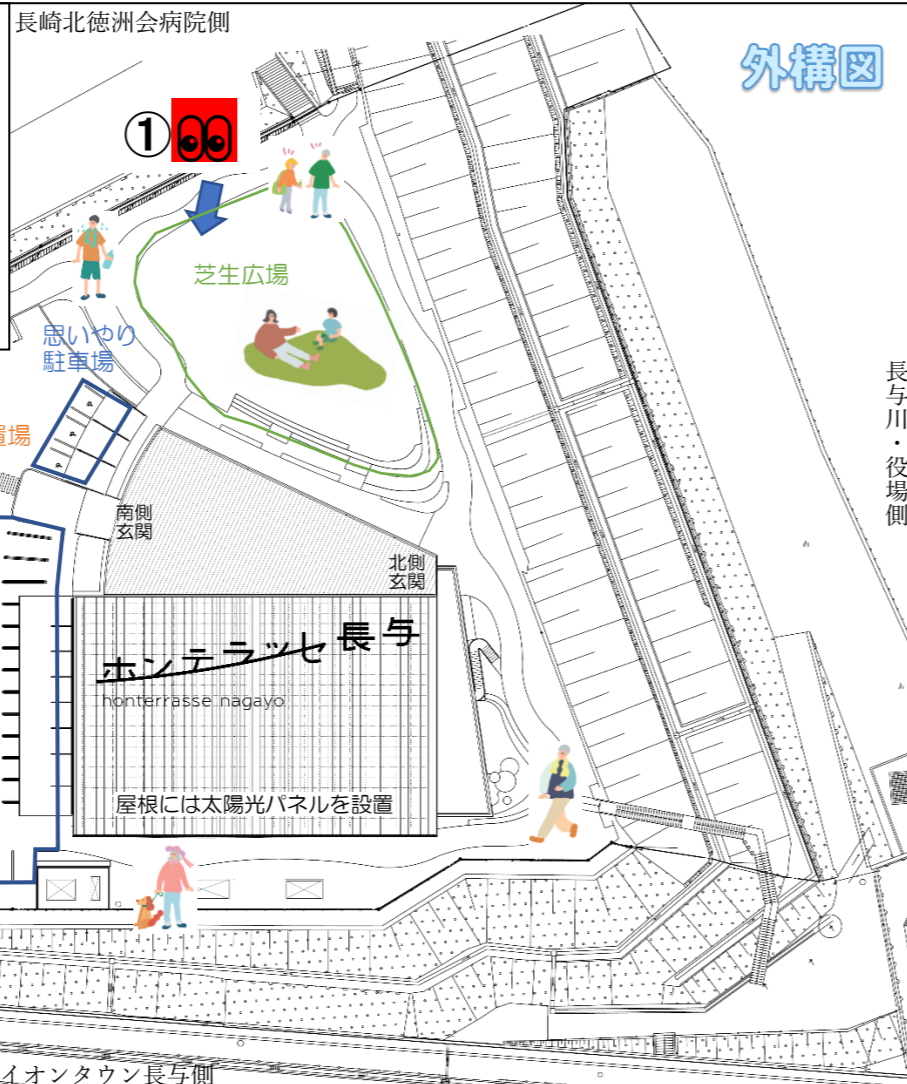 長崎北徳洲会病院側
外構図
①
芝生広場
思いやり
駐車場
置場
長与川・役場側
南側
玄関
北側
玄関
ホンテラッセ長与
honterrasse nagayo
屋根には太陽光パネルを設置
イオンタウン長与側